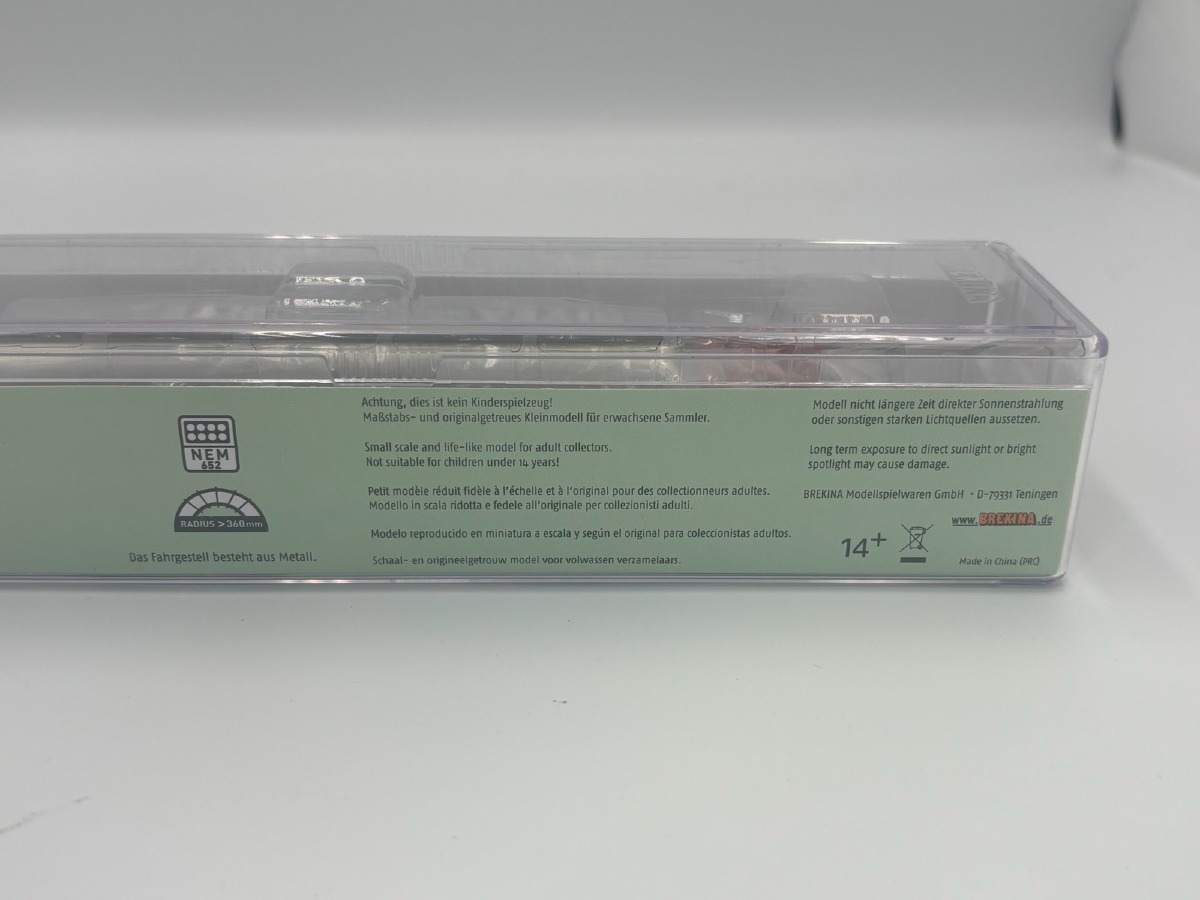 NEM
652
RADIUS > 360 mm
Das Fahrgestell besteht aus Metall.
Achtung, dies ist kein Kinderspielzeug!
Maßstabs- und originalgetreues Kleinmodell für erwachsene Sammler.
Small scale and life-like model for adult collectors.
Not suitable for children under 14 years!
Petit modèle réduit fidèle à l'échelle et à l'original pour des collectionneurs adultes.
Modello in scala ridotta e fedele all'originale per collezionisti adulti.
Modelo reproducido en miniatura a escala y según el original para coleccionistas adultos.
Schaal- en origineelgetrouw model voor volwassen verzamelaars.
Modell nicht längere Zeit direkter Sonnenstrahlung
oder sonstigen starken Lichtquellen aussetzen.
Long term exposure to direct sunlight or bright
spotlight may cause damage.
BREKINA Modellspielwaren GmbH · D-79331 Teningen
www.BREKINA.de
14+
Made in China (PRC)